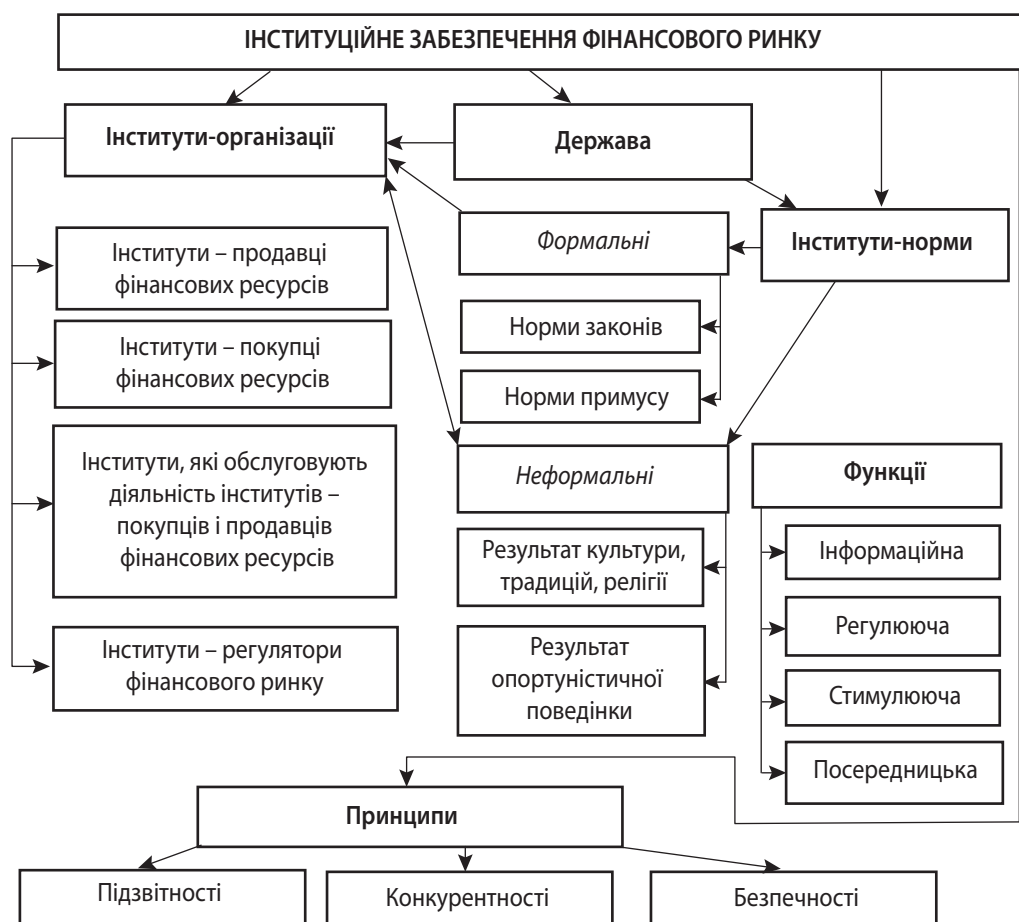 ІНСТИТУЦІЙНЕ ЗАБЕЗПЕЧЕННЯ ФІНАНСОВОГО РИНКУ
Інститути-організації
Держава
Інститути-норми
Інститути – продавці
фінансових ресурсів
Інститути – покупці
фінансових ресурсів
Інститути, які обслуговують
діяльність інститутів –
покупців і продавців
фінансових ресурсів
Інститути – регулятори
фінансового ринку
Формальні
Норми законів
Норми примусу
Неформальні
Результат культури,
традицій, релігії
Результат
опортуністичної
поведінки
Функції
Інформаційна
Регулююча
Стимулююча
Посередницька
Принципи
Підзвітності
Конкурентності
Безпечності